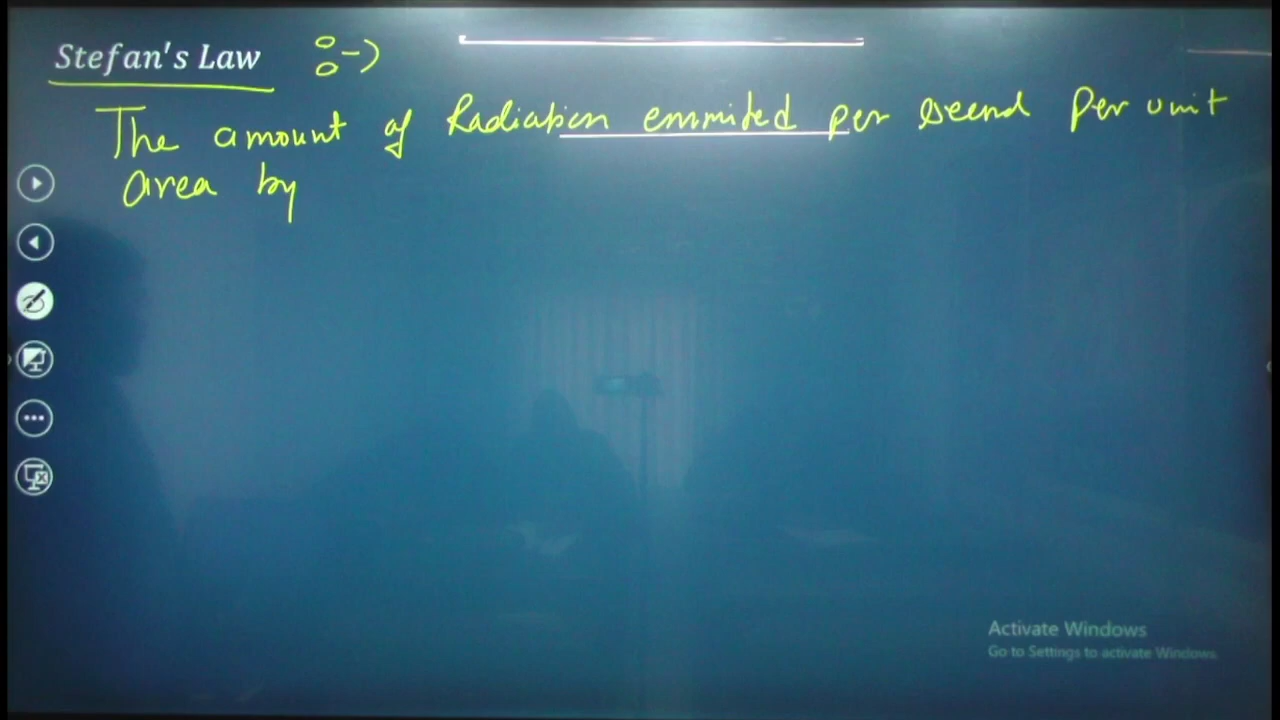 Stefan's Law :->
The amount of Radiation emmited per second Per unit
area by
Activate Windows
Go to Settings to activate Windows.